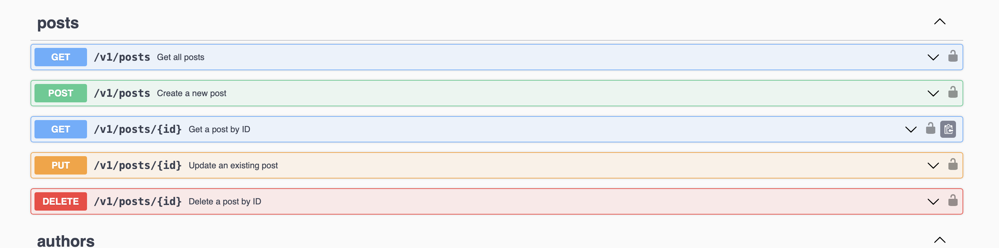 posts
GET /v1/posts Get all posts
POST /v1/posts Create a new post
GET /v1/posts/{id} Get a post by ID
PUT /v1/posts/{id} Update an existing post
DELETE /v1/posts/{id} Delete a post by ID
authors